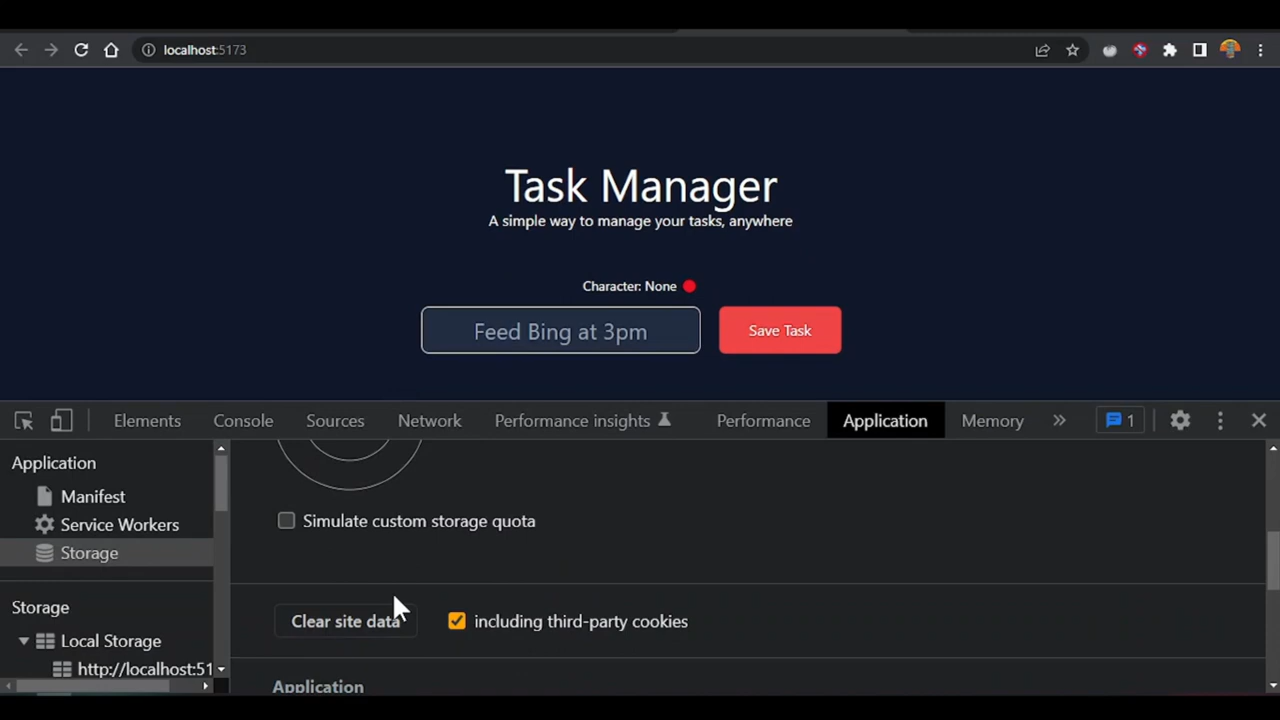 localhost:5173
Task Manager
A simple way to manage your tasks, anywhere
Character: None
Feed Bing at 3pm
Save Task
Elements
Console
Sources
Network
Performance insights
Performance
Application
Memory
1
Application
Manifest
Service Workers
Storage
Storage
Local Storage
http://localhost:51
Simulate custom storage quota
Clear site data
including third-party cookies
Application